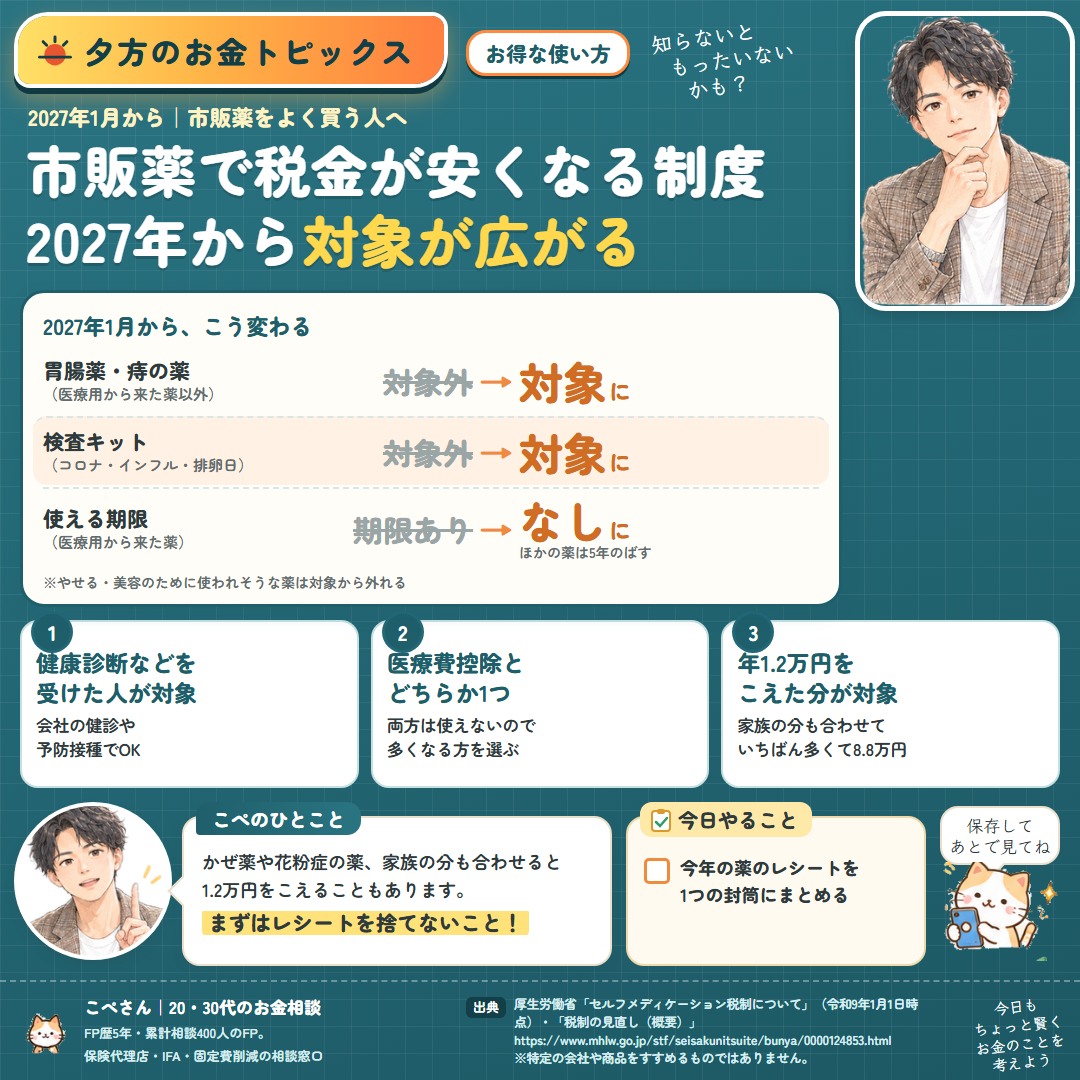 夕方のお金トピックス
お得な使い方
知らないと
もったいない
かも?
2027年1月から｜市販薬をよく買う人へ
市販薬で税金が安くなる制度
2027年から対象が広がる
2027年1月から、こう変わる
胃腸薬・痔の薬
(医療用から来た薬以外)
対象外→対象に
検査キット
(コロナ・インフル・排卵日)
対象外→対象に
使える期限
(医療用から来た薬)
期限あり→なしに
ほかの薬は5年のばす
※やせる・美容のために使われそうな薬は対象から外れる
1
健康診断などを
受けた人が対象
会社の健診や
予防接種でOK
2
医療費控除と
どちらか1つ
両方は使えないので
多くなる方を選ぶ
3
年1.2万円を
こえた分が対象
家族の分も合わせて
いちばん多くて8.8万円
こぺのひとこと
かぜ薬や花粉症の薬、家族の分も合わせると
1.2万円をこえることもあります。
まずはレシートを捨てないこと!
今日やること
今年の薬のレシートを
1つの封筒にまとめる
保存して
あとで見てね
こぺさん｜20・30代のお金相談
FP歴5年・累計相談400人のFP。
保険代理店・IFA・固定費削減の相談窓口
出典
厚生労働省「セルフメディケーション税制について」(令和9年1月1日時
点)・「税制の見直し(概要)」
https://www.mhlw.go.jp/stf/seisakunitsuite/bunya/0000124853.html
※特定の会社や商品をすすめるものではありません。
今日も
ちょっと賢く
お金のことを
考えよう